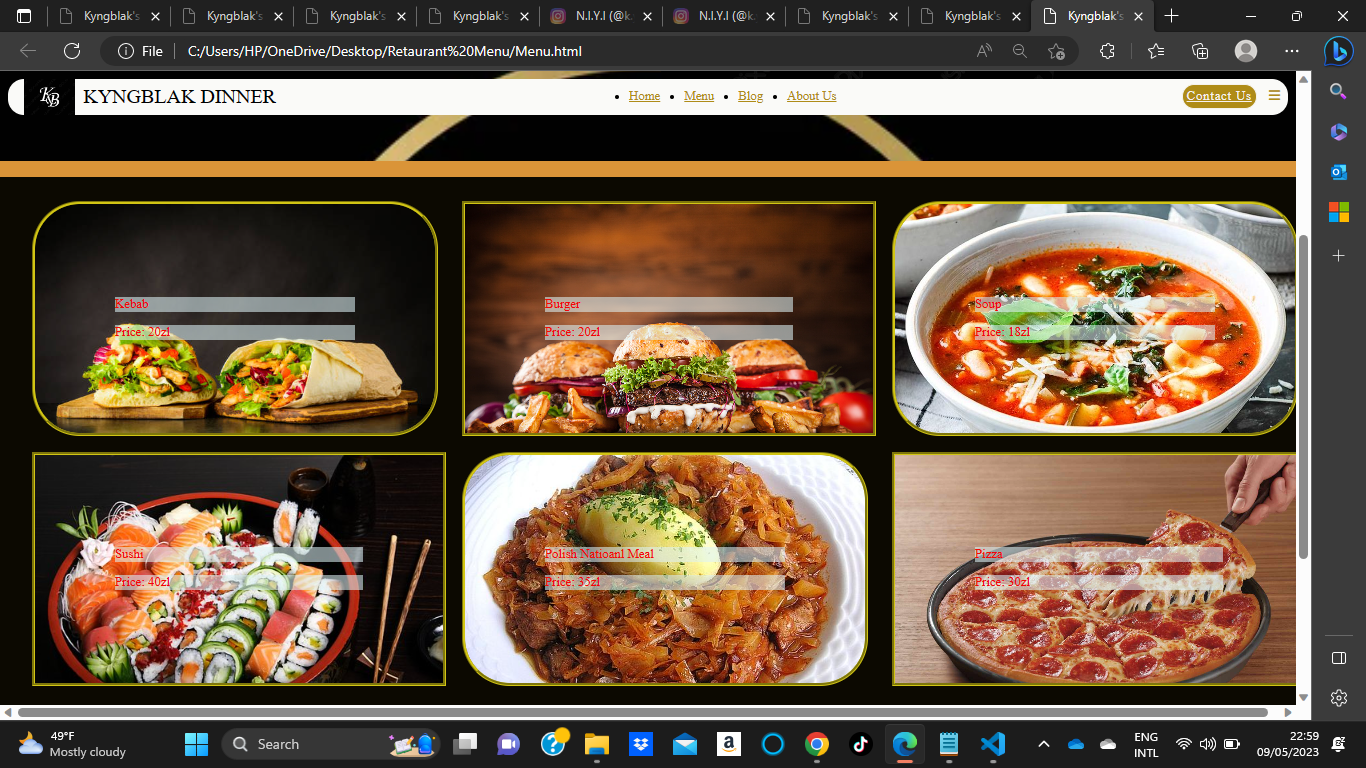 Kyngblak's
Kyngblak's
Kyngblak's
Kyngblak's
N.I.Y.I (@k
N.I.Y.I (@k
Kyngblak's
Kyngblak's
Kyngblak's
File C:/Users/HP/OneDrive/Desktop/Retaurant%20Menu/Menu.html
KB KYNGBLAK DINNER Home Menu Blog About Us Contact Us
Kebab
Price: 20zl
Burger
Price: 20zl
Soup
Price: 18zl
Sushi
Price: 40zl
Polish Natioanl Meal
Price: 35zl
Pizza
Price: 30zl
49°F
Mostly cloudy
Search
ENG
INTL
22:59
09/05/2023